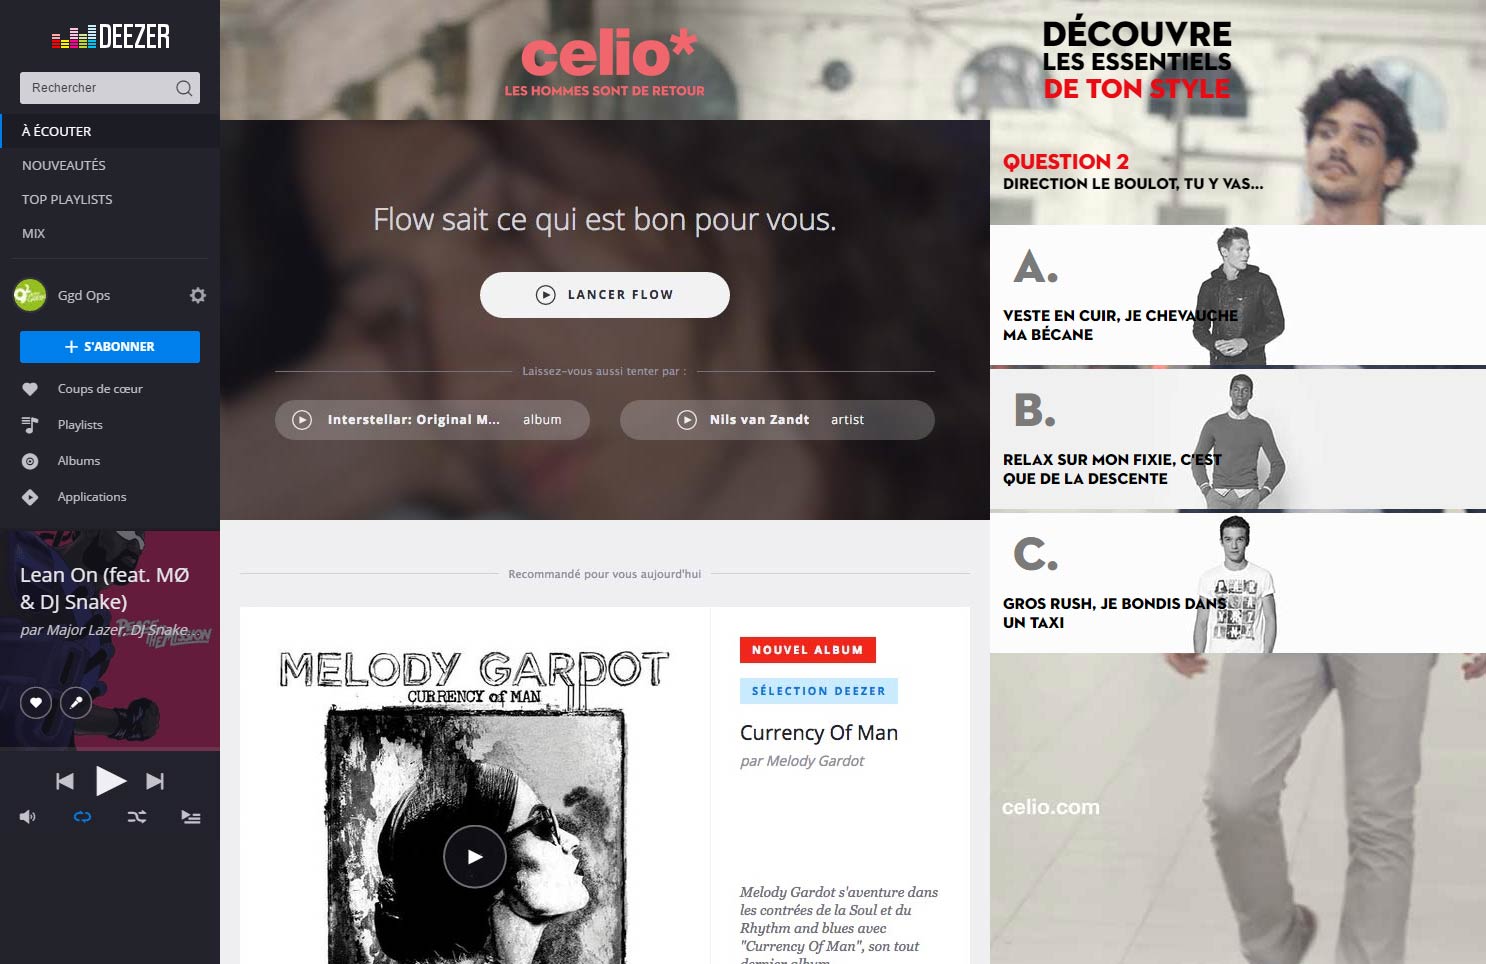 DEEZER
Rechercher
À ÉCOUTER
NOUVEAUTÉS
TOP PLAYLISTS
MIX
Ggd Ops
+ S'ABONNER
Coups de cœur
Playlists
Albums
Applications
Lean On (feat. MØ
& DJ Snake)
par Major Lazer, DJ Snake...
PEACE
IS THE MISSION
celio*
LES HOMMES SONT DE RETOUR
Flow sait ce qui est bon pour vous.
LANCER FLOW
Laissez-vous aussi tenter par :
Interstellar: Original M... album
Nils van Zandt artist
Recommandé pour vous aujourd'hui
MELODY GARDOT
CURRENCY of MAN
NOUVEL ALBUM
SÉLECTION DEEZER
Currency Of Man
par Melody Gardot
Melody Gardot s'aventure dans
les contrées de la Soul et du
Rhythm and blues avec
"Currency Of Man", son tout
dernier album.
DÉCOUVRE
LES ESSENTIELS
DE TON STYLE
QUESTION 2
DIRECTION LE BOULOT, TU Y VAS...
A.
VESTE EN CUIR, JE CHEVAUCHE
MA BÉCANE
B.
RELAX SUR MON FIXIE, C'EST
QUE DE LA DESCENTE
C.
GROS RUSH, JE BONDIS DANS
UN TAXI
celio.com